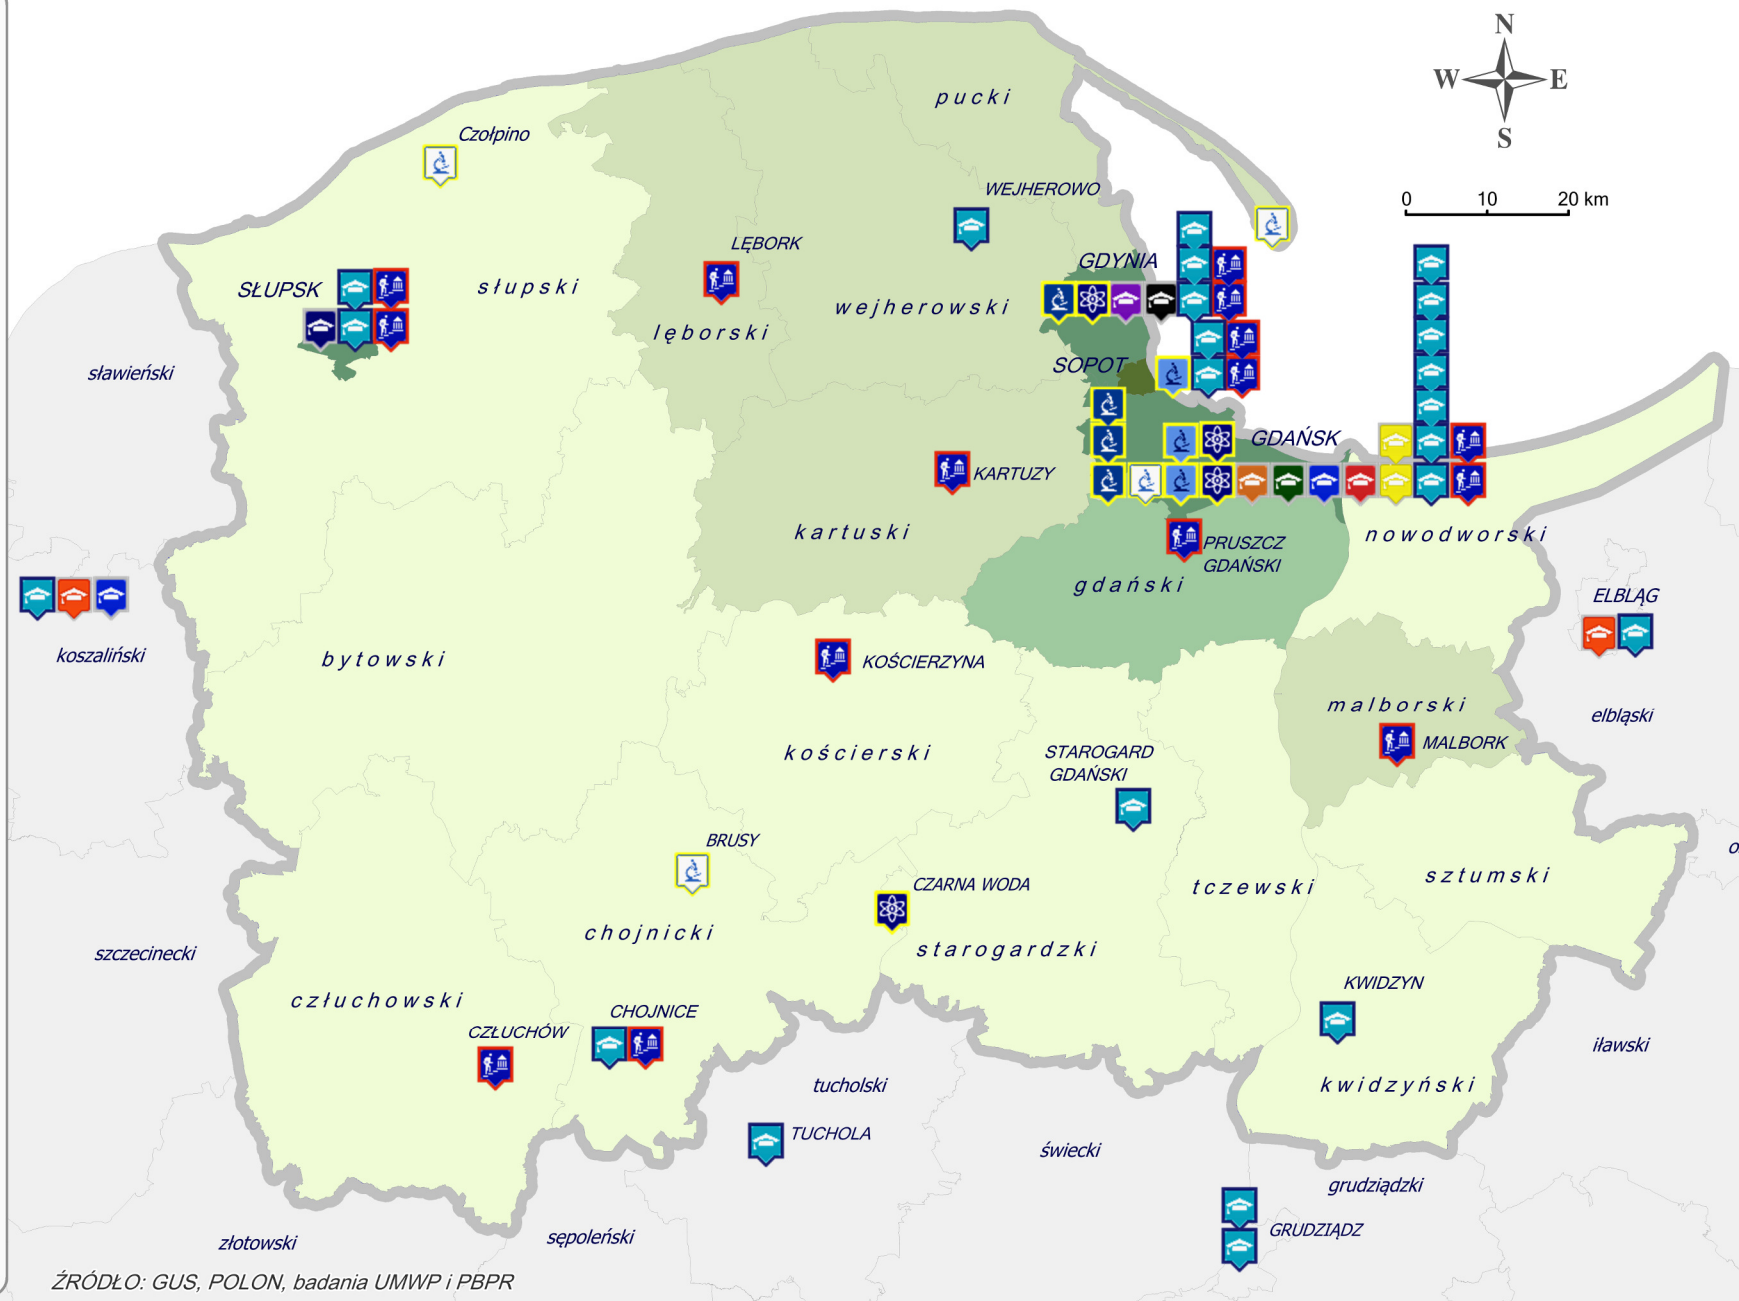 N
W E
S
0 10 20 km
pucki
Czołpino
WEJHEROWO
LĘBORK
GDYNIA
SŁUPSK
słupski
wejherowski
lęborski
SOPOT
sławieński
GDAŃSK
KARTUZY
kartuski
nowodworski
PRUSZCZ
GDAŃSKI
gdański
ELBLĄG
koszaliński
bytowski
KOŚCIERZYNA
malborski
elbląski
MALBORK
kościerski
STAROGARD
GDAŃSKI
BRUSY
o
CZARNA WODA
tczewski
sztumski
chojnicki
starogardzki
szczecinecki
KWIDZYN
człuchowski
CHOJNICE
CZŁUCHÓW
iławski
tucholski
kwidzyński
TUCHOLA
świecki
grudziądzki
GRUDZIĄDZ
sępoleński
złotowski
ŹRÓDŁO: GUS, POLON, badania UMWP i PBPR